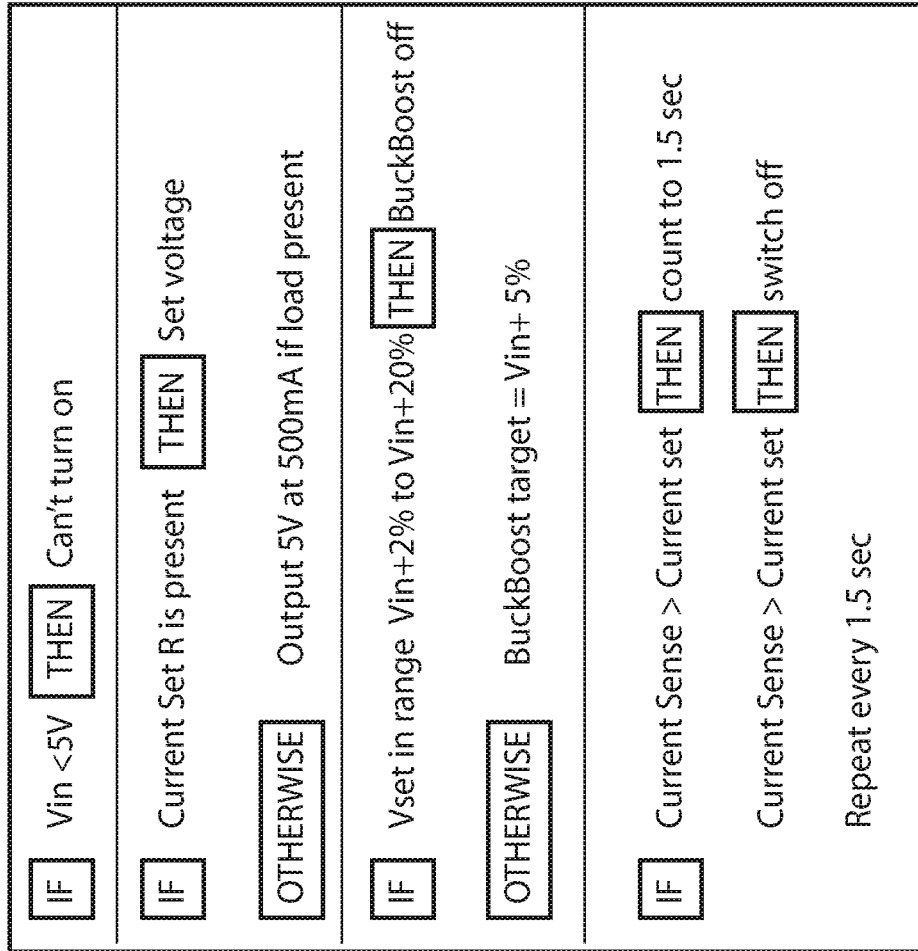 IF Vin <5V THEN Can't turn on
IF Current Set R is present THEN Set voltage
OTHERWISE Output 5V at 500mA if load present
IF Vset in range Vin+2% to Vin+20% THEN BuckBoost off
OTHERWISE BuckBoost target = Vin+ 5%
IF Current Sense > Current set THEN count to 1.5 sec
Current Sense > Current set THEN switch off
Repeat every 1.5 sec